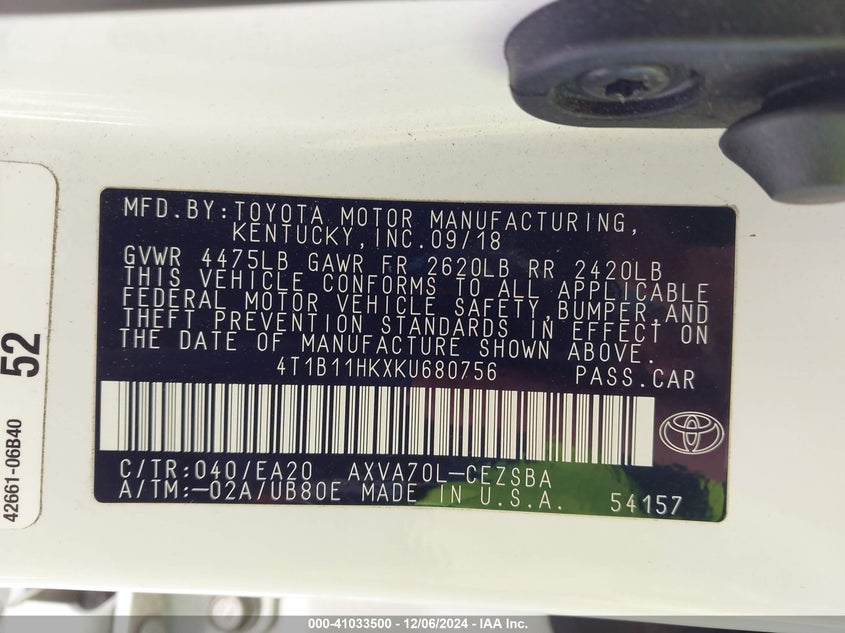 MFD.BY:TOYOTA MOTOR MANUFACTURING,
KENTUCKY,INC.09/18
GVWR 4475LB GAWR FR 2620LB RR 2420LB
THIS VEHICLE CONFORMS TO ALL APPLICABLE
FEDERAL MOTOR VEHICLE SAFETY,BUMPER,AND
THEFT PREVENTION STANDARDS IN EFFECT ON
THE DATE OF MANUFACTURE SHOWN ABOVE.
4T1B11HKXKU680756 PASS.CAR
C/TR:040/EA20 AXVA70L-CEZSBA
A/TM:-02A/UB80E MADE IN U.S.A. 54157
52
42661-06B40
000-41033500 - 12/06/2024 - IAA Inc.